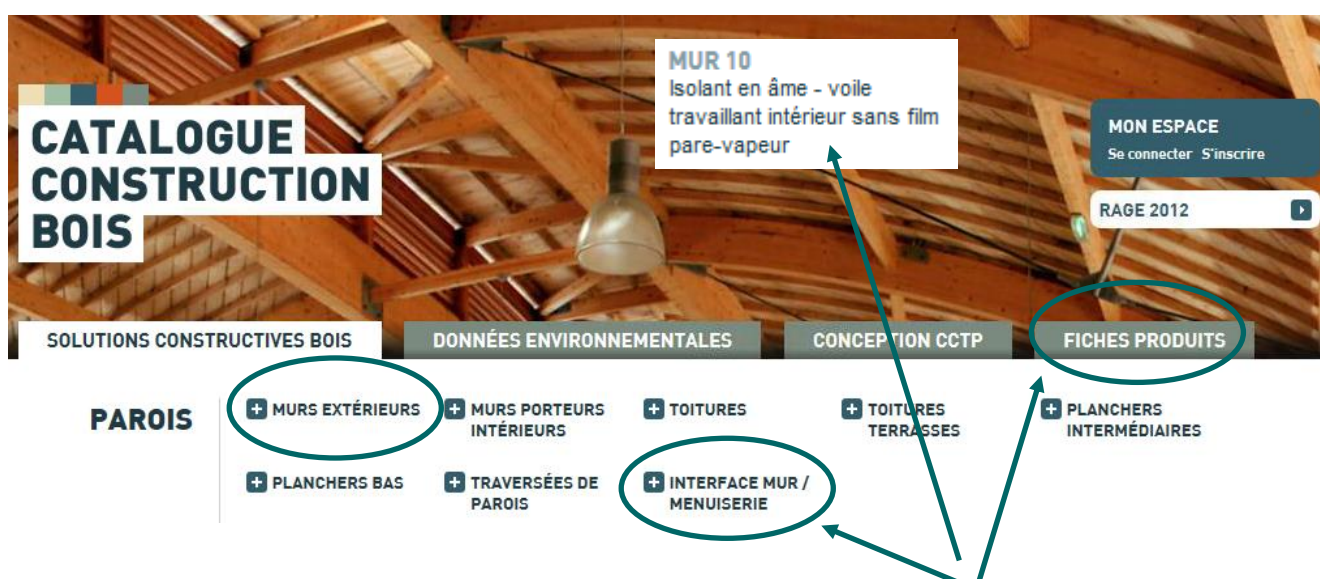 MUR 10
Isolant en âme - voile
travaillant intérieur sans film
pare-vapeur
CATALOGUE
CONSTRUCTION
BOIS
MON ESPACE
Se connecter S'inscrire
RAGE 2012
SOLUTIONS CONSTRUCTIVES BOIS
DONNÉES ENVIRONNEMENTALES
CONCEPTION CCTP
FICHES PRODUITS
PAROIS
MURS EXTÉRIEURS
MURS PORTEURS
INTÉRIEURS
TOITURES
TOITURES
TERRASSES
PLANCHERS
INTERMÉDIAIRES
PLANCHERS BAS
TRAVERSÉES DE
PAROIS
INTERFACE MUR /
MENUISERIE